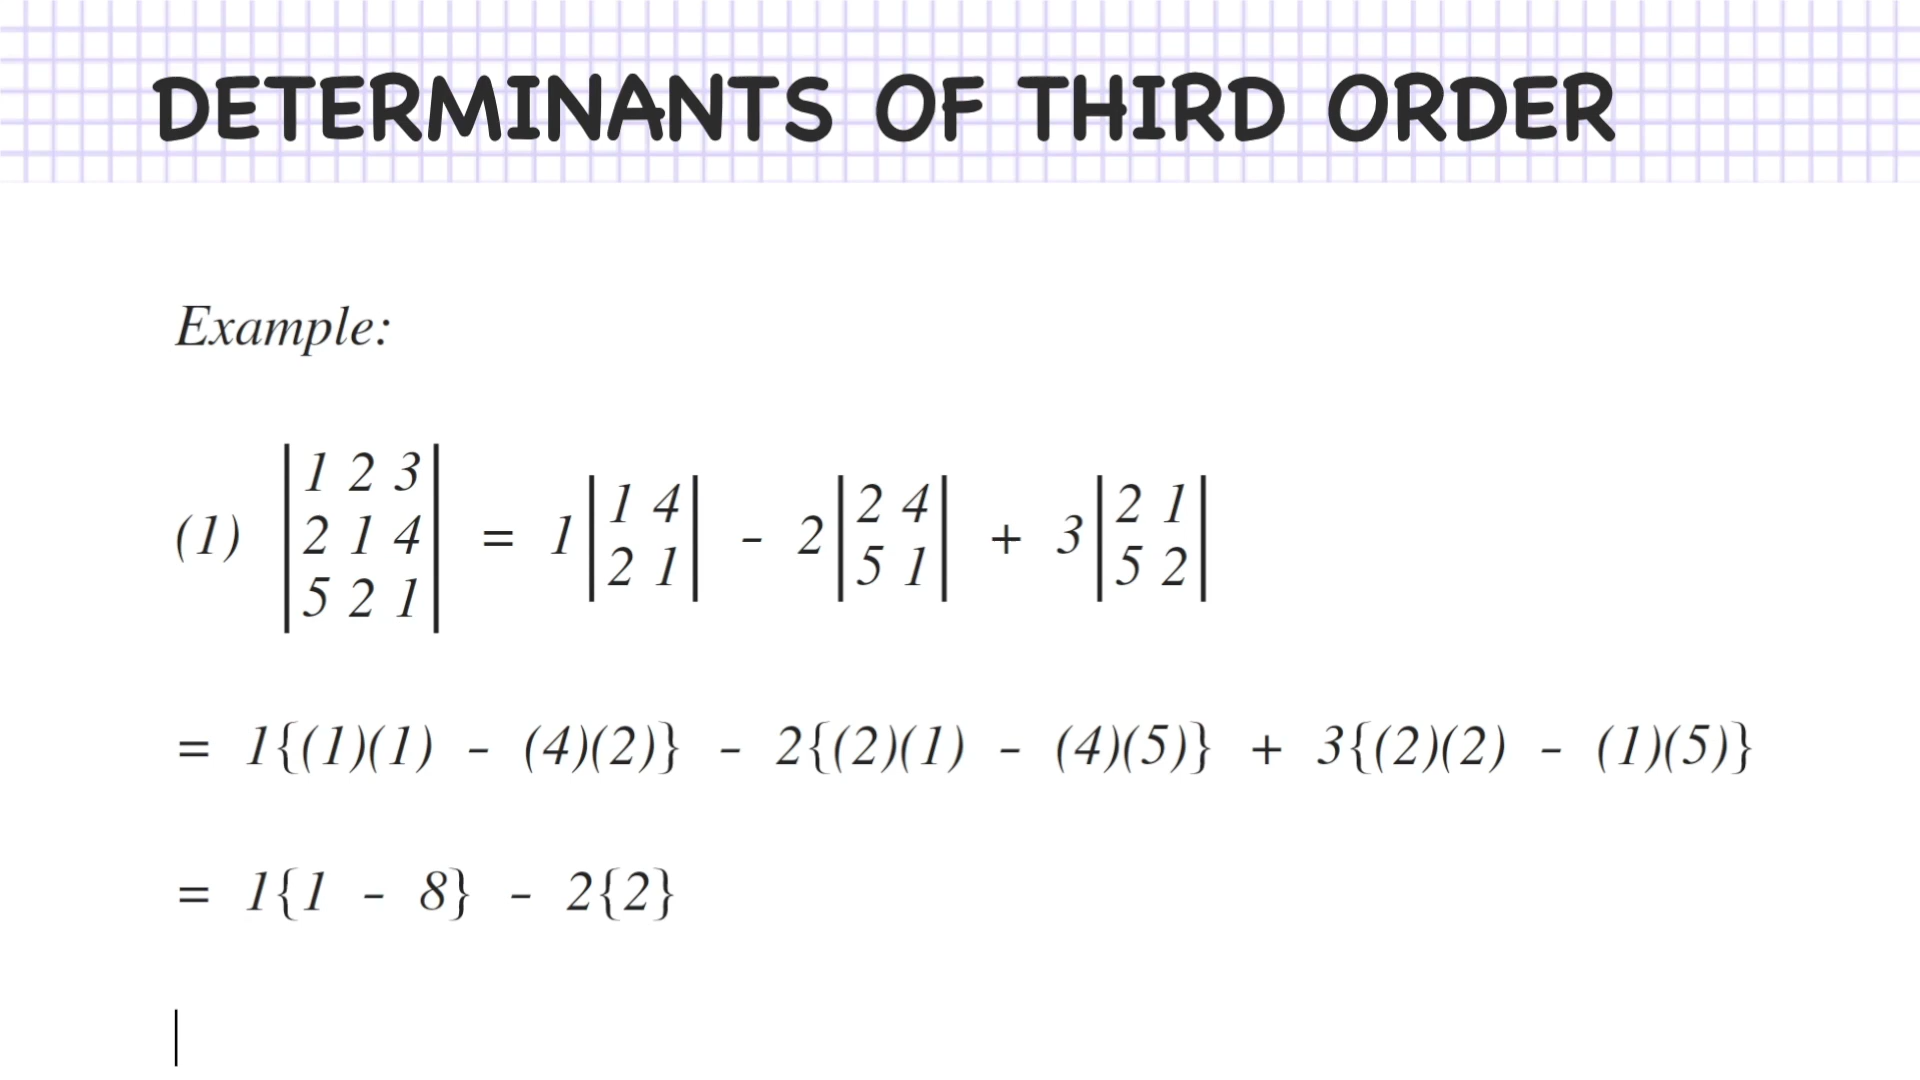 DETERMINANTS OF THIRD ORDER
Example:
(1) |1 2 3| = 1|1 4| - 2|2 4| + 3|2 1|
|2 1 4| |2 1| |5 1| |5 2|
|5 2 1|
= 1{(1)(1) - (4)(2)} - 2{(2)(1) - (4)(5)} + 3{(2)(2) - (1)(5)}
= 1{1 - 8} - 2{2}